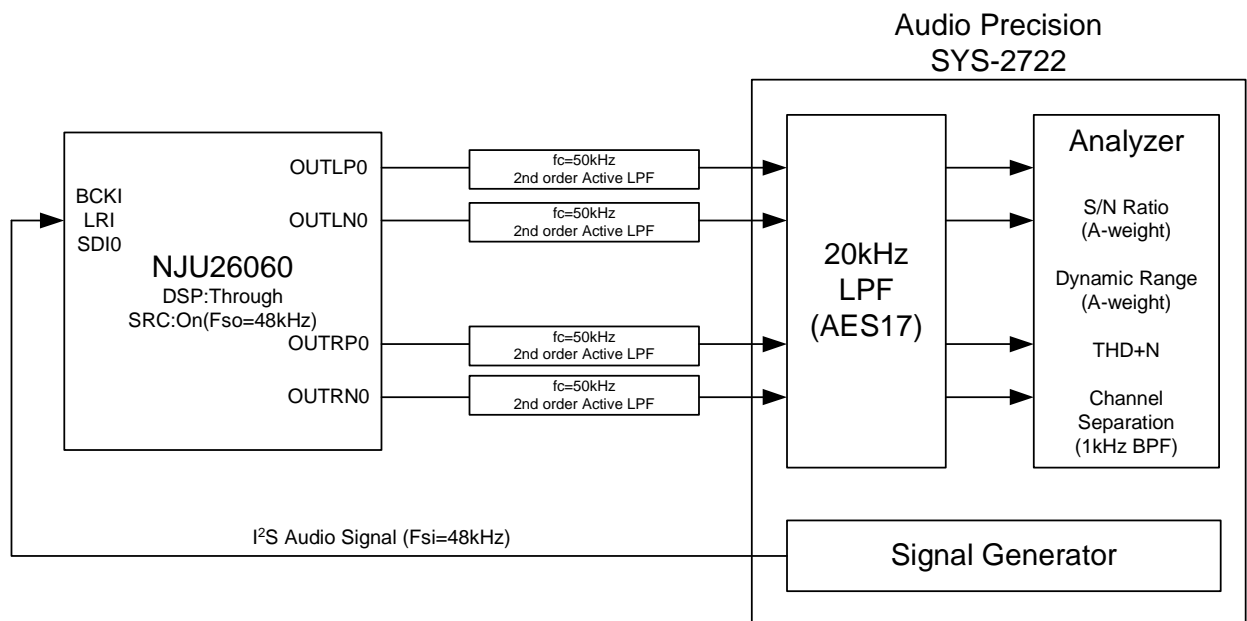 Audio Precision
SYS-2722
BCKI
LRI
SDI0
NJU26060
DSP:Through
SRC:On(Fso=48kHz)
OUTLP0
OUTLN0
OUTRP0
OUTRN0
fc=50kHz
2nd order Active LPF
fc=50kHz
2nd order Active LPF
fc=50kHz
2nd order Active LPF
fc=50kHz
2nd order Active LPF
20kHz
LPF
(AES17)
Analyzer
S/N Ratio
(A-weight)
Dynamic Range
(A-weight)
THD+N
Channel
Separation
(1kHz BPF)
I²S Audio Signal (Fsi=48kHz)
Signal Generator